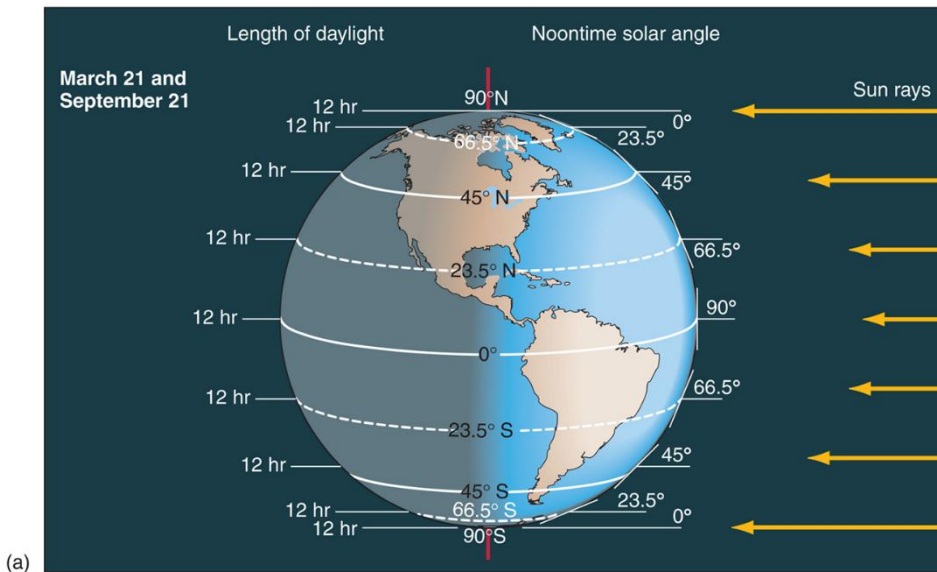 Length of daylight
Noontime solar angle
March 21 and
September 21
Sun rays
90°N
12 hr
0°
12 hr
66.5° N
23.5°
12 hr
45° N
45°
12 hr
23.5° N
66.5°
12 hr
0°
90°
12 hr
23.5° S
66.5°
12 hr
45° S
45°
12 hr
66.5° S
23.5°
12 hr
90°S
0°
(a)